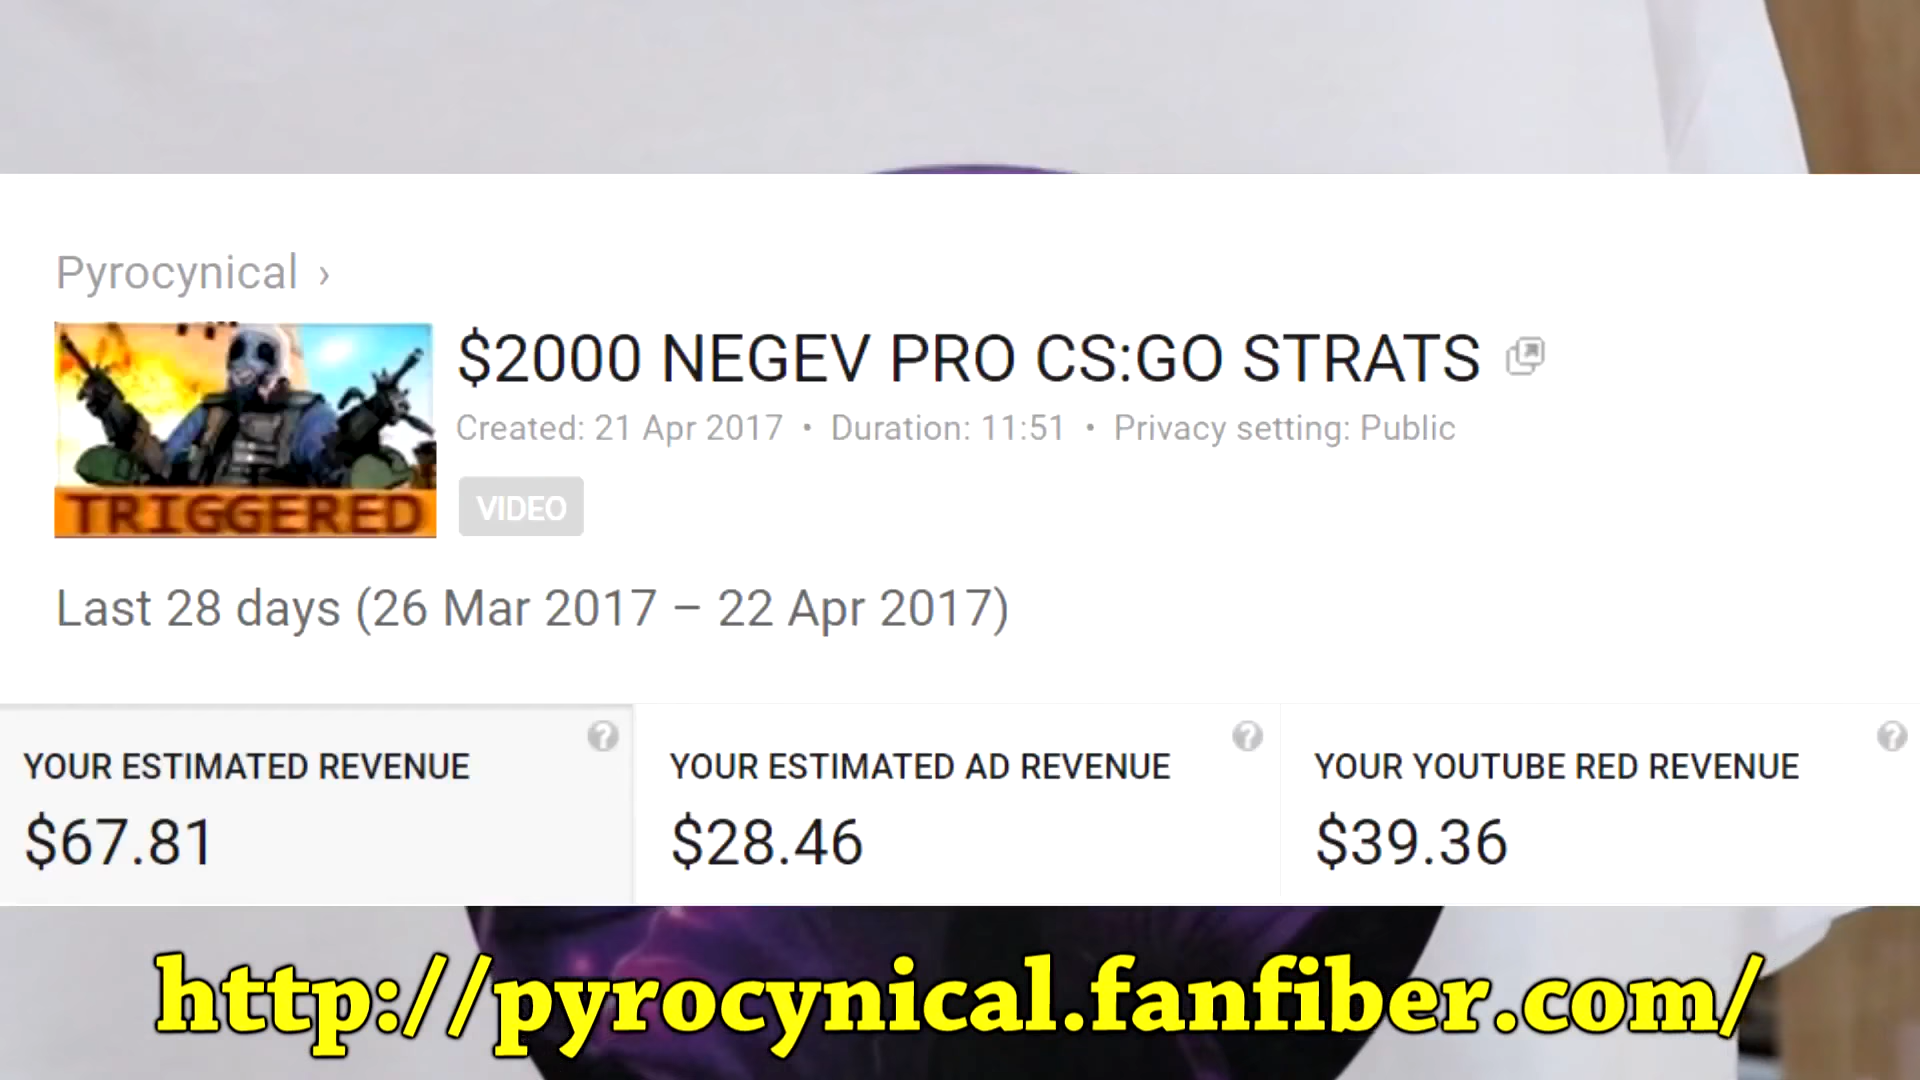 Pyrocynical ›
$2000 NEGEV PRO CS:GO STRATS
Created: 21 Apr 2017 • Duration: 11:51 • Privacy setting: Public
TRIGGERED
VIDEO
Last 28 days (26 Mar 2017 – 22 Apr 2017)
YOUR ESTIMATED REVENUE ?
$67.81
YOUR ESTIMATED AD REVENUE ?
$28.46
YOUR YOUTUBE RED REVENUE ?
$39.36
http://pyrocynical.fanfiber.com/